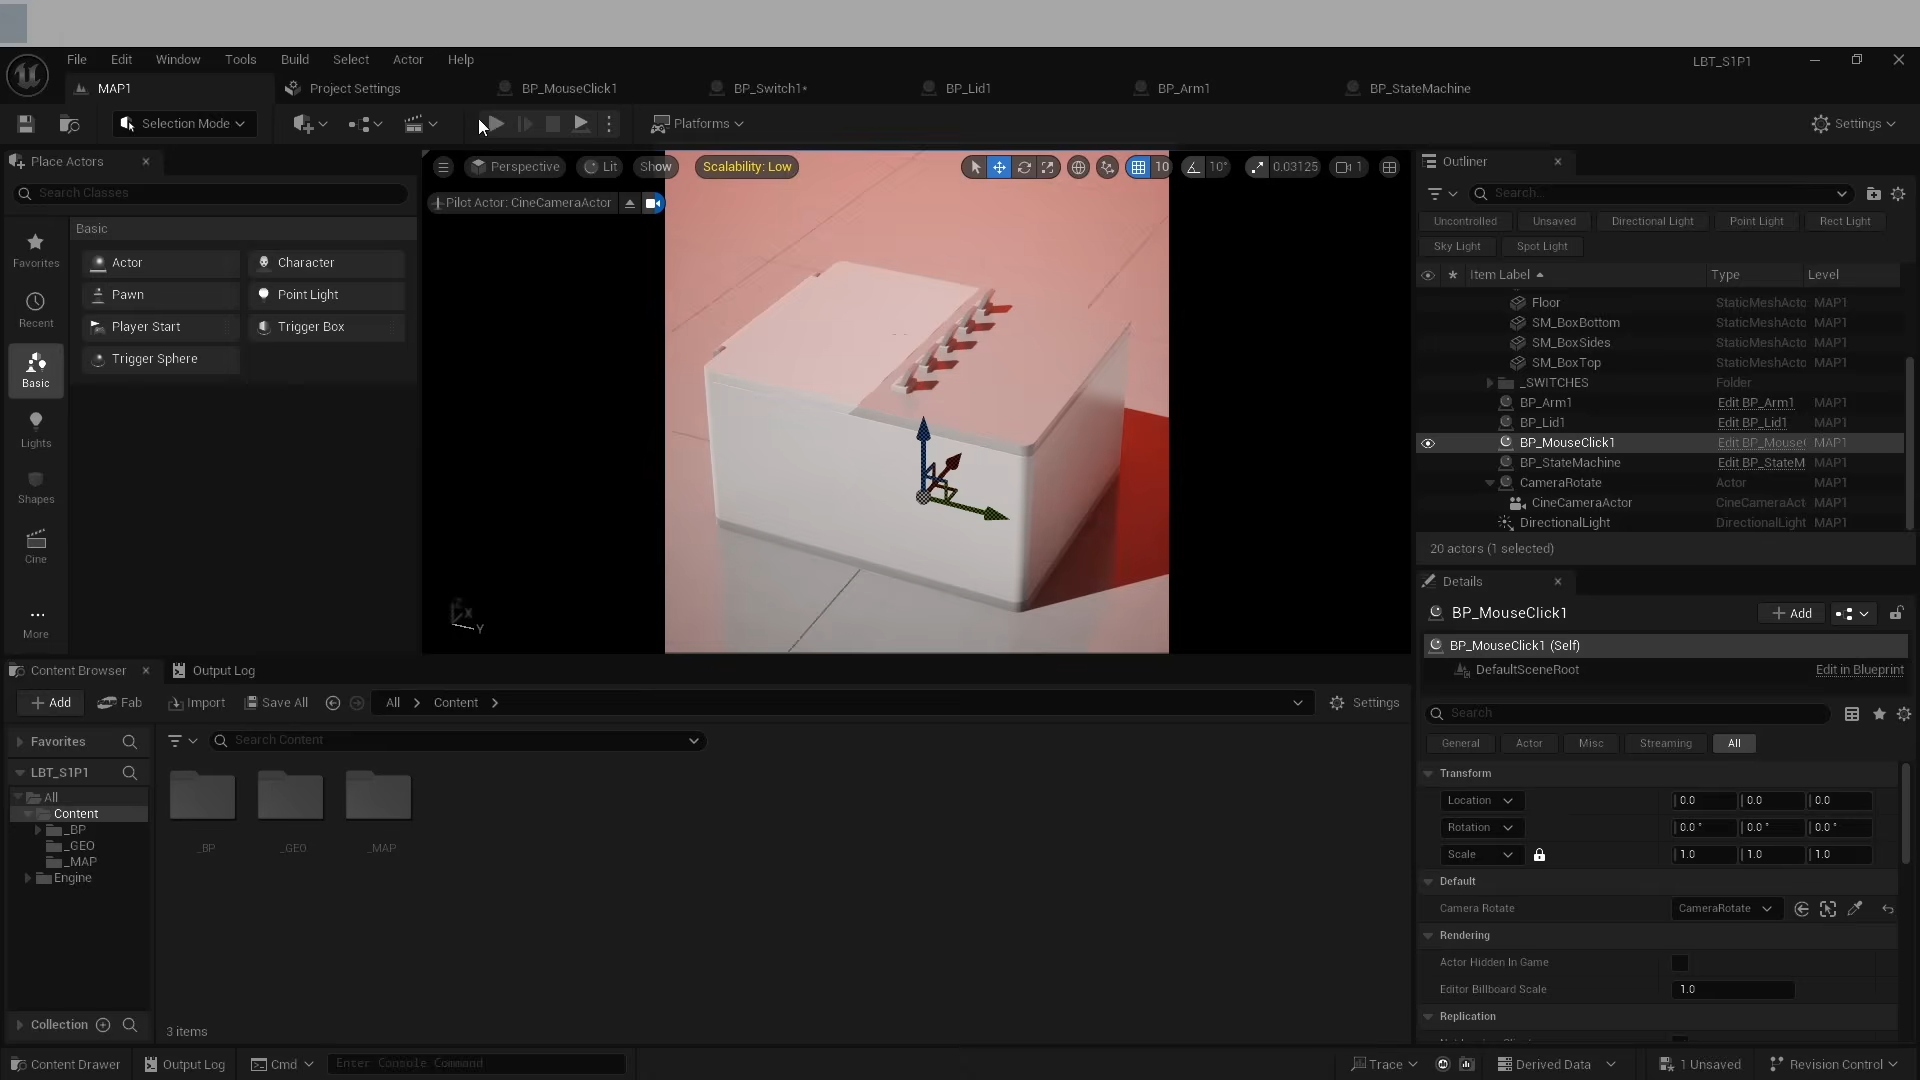 File Edit Window Tools Build Select Actor Help
LBT_S1P1
MAP1 Project Settings BP_MouseClick1 BP_Switch1* BP_Lid1 BP_Arm1 BP_StateMachine
Selection Mode Platforms Settings
Place Actors
Search Classes
Basic
Favorites
Recent
Basic
Lights
Shapes
Cine
More
Actor Character
Pawn Point Light
Player Start Trigger Box
Trigger Sphere
Perspective Lit Show Scalability: Low 10 10° 0.03125 1
Pilot Actor: CineCameraActor
X
Y
Outliner
Search...
Uncontrolled Unsaved Directional Light Point Light Rect Light
Sky Light Spot Light
Item Label Type Level
Floor StaticMeshActo MAP1
SM_BoxBottom StaticMeshActo MAP1
SM_BoxSides StaticMeshActo MAP1
SM_BoxTop StaticMeshActo MAP1
_SWITCHES Folder
BP_Arm1 Edit BP_Arm1 MAP1
BP_Lid1 Edit BP_Lid1 MAP1
BP_MouseClick1 Edit BP_Mouse( MAP1
BP_StateMachine Edit BP_StateM MAP1
CameraRotate Actor MAP1
CineCameraActor CineCameraAct MAP1
DirectionalLight DirectionalLight MAP1
20 actors (1 selected)
Details
BP_MouseClick1 Add
BP_MouseClick1 (Self)
DefaultSceneRoot Edit in Blueprint
Search
General Actor Misc Streaming All
Transform
Location 0.0 0.0 0.0
Rotation 0.0° 0.0° 0.0°
Scale 1.0 1.0 1.0
Default
Camera Rotate CameraRotate
Rendering
Actor Hidden In Game
Editor Billboard Scale 1.0
Replication
Content Browser Output Log
Add Fab Import Save All All Content Settings
Favorites
Search Content
LBT_S1P1
All
Content
_BP
_GEO
_MAP
Engine
_BP _GEO _MAP
Collection
3 items
Content Drawer Output Log Cmd Enter Console Command Trace Derived Data 1 Unsaved Revision Control